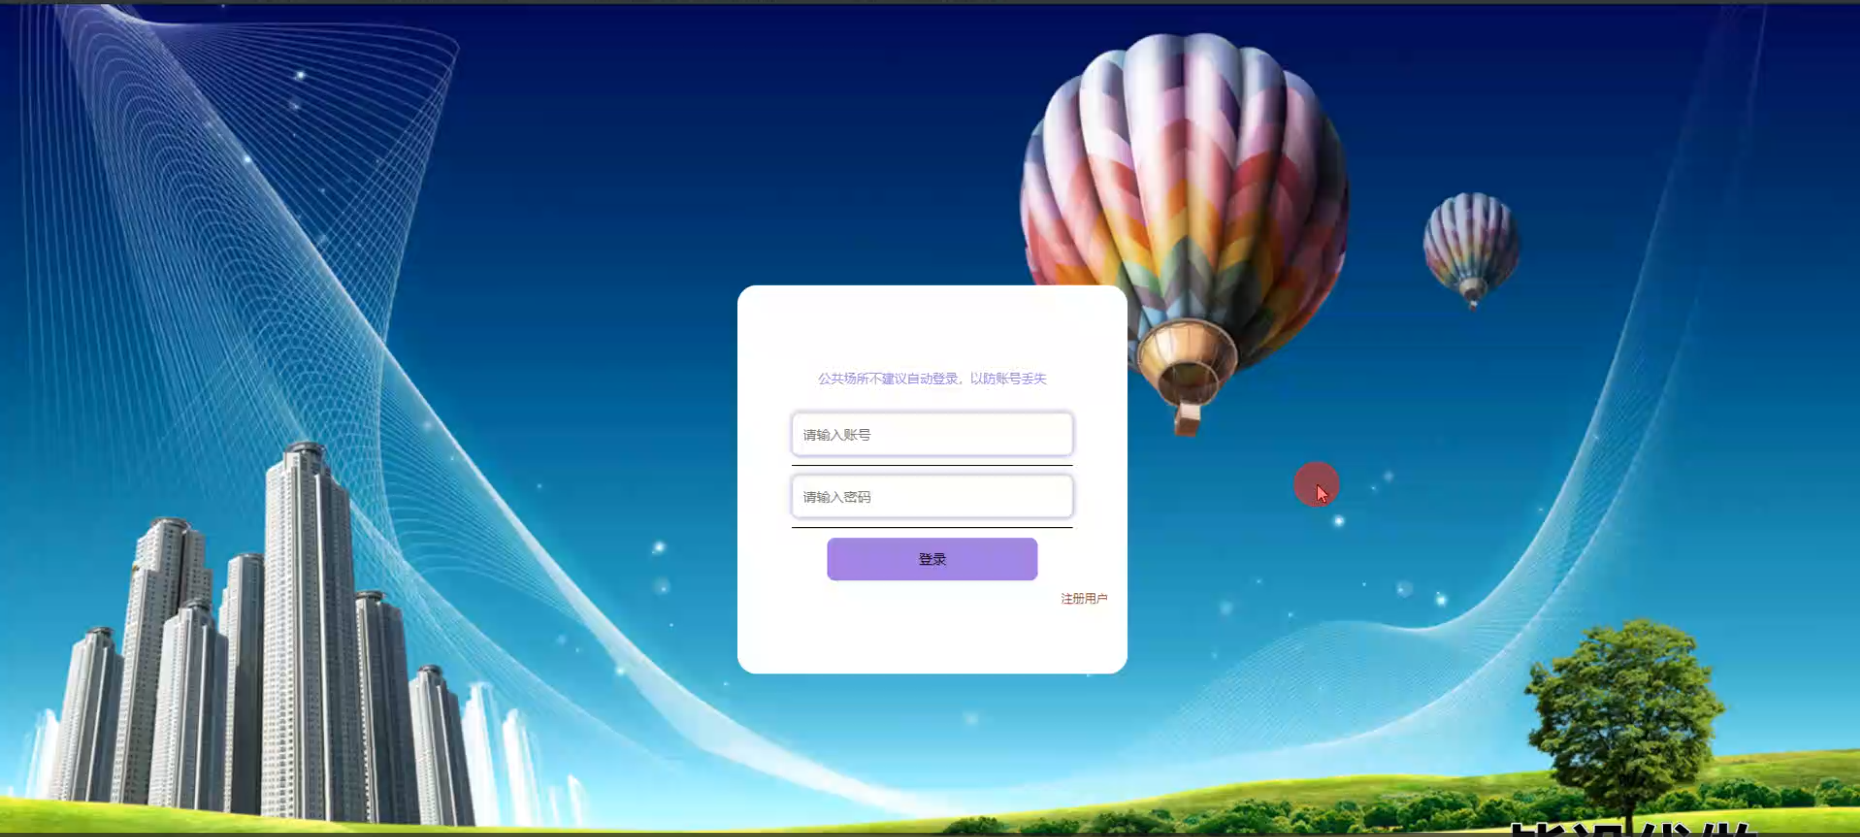 公共场所不建议自动登录，以防账号丢失
请输入账号
请输入密码
登录
注册用户